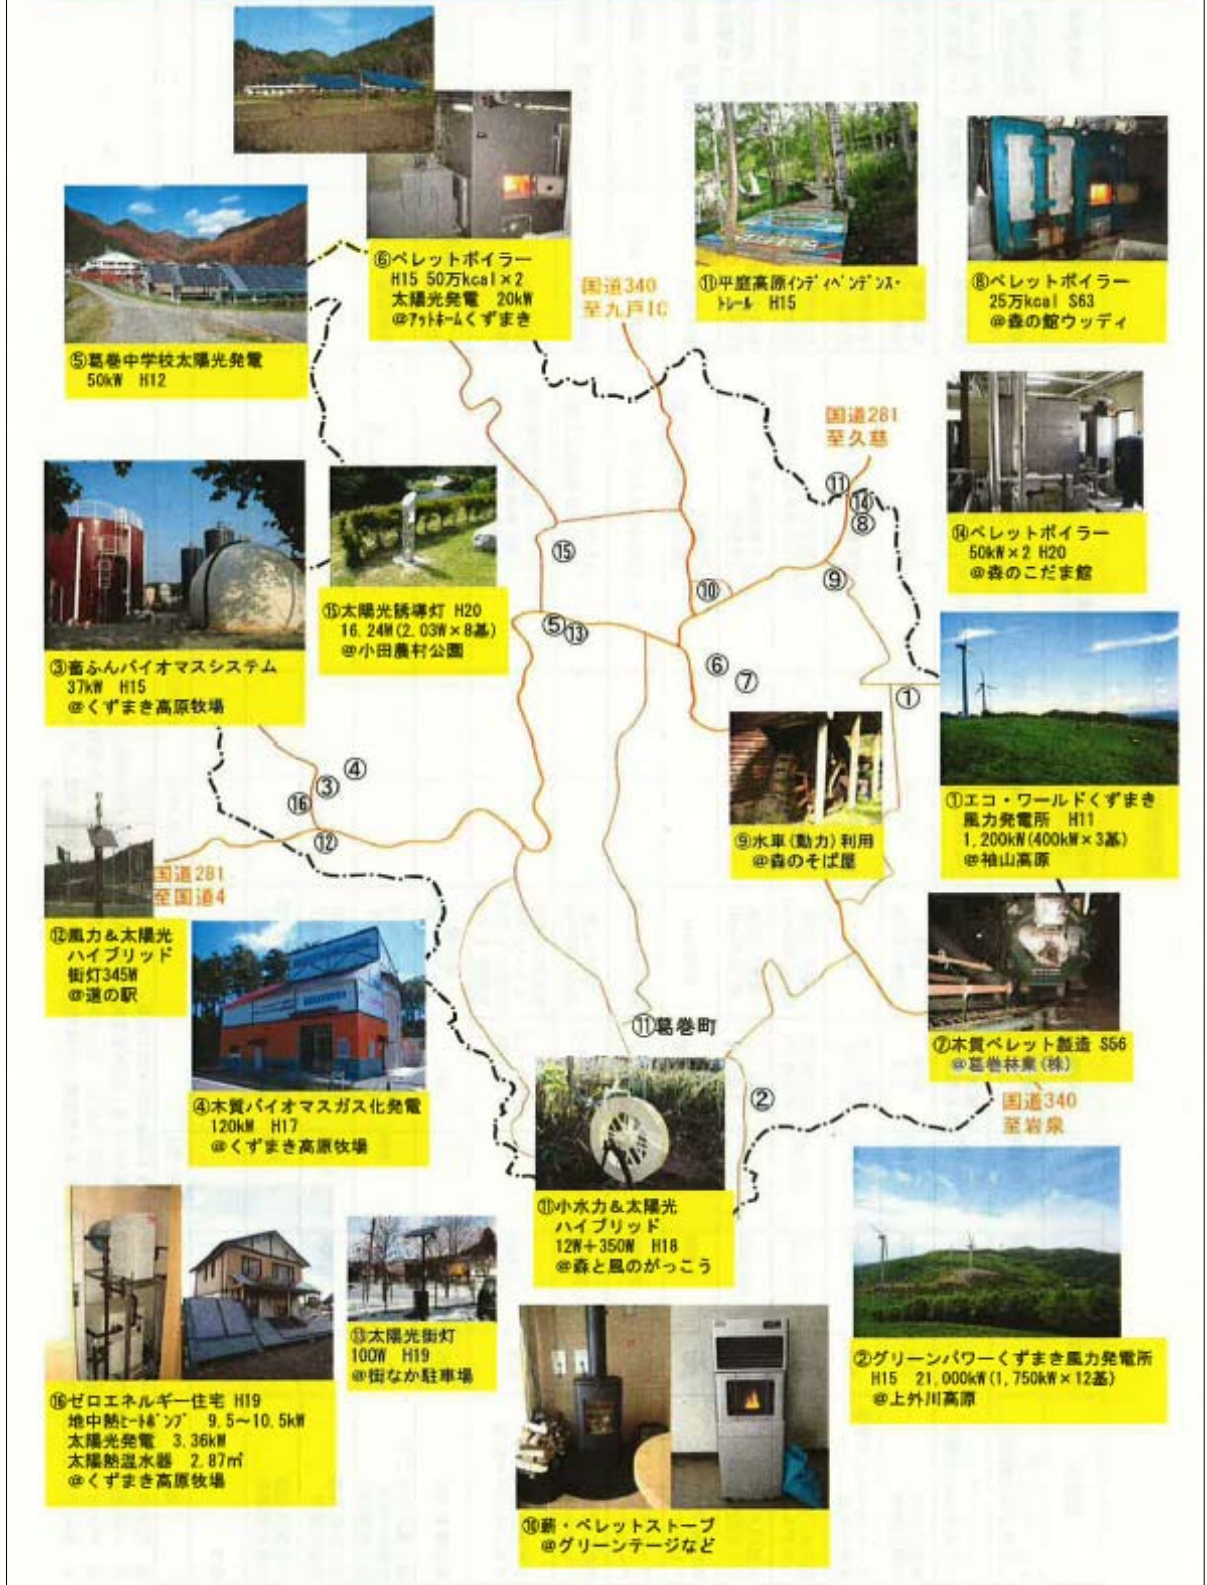 ⑥ペレットボイラー
H15 50万kcal×2
太陽光発電 20kW
@アットホームくずまき
国道340
至九戸IC
⑪平庭高原インディペンデンス・
トレール H15
⑧ペレットボイラー
25万kcal S63
@森の館ウッディ
⑤葛巻中学校太陽光発電
50kW H12
国道281
至久慈
⑪
⑭
⑧
⑭ペレットボイラー
50kW×2 H20
@森のこだま館
⑮
⑩
⑨
⑮太陽光誘導灯 H20
16.24W(2.03W×8基)
@小田農村公園
⑤
⑬
⑥
⑦
①
③畜ふんバイオマスシステム
37kW H15
@くずまき高原牧場
④
③
⑯
⑫
①エコ・ワールドくずまき
風力発電所 H11
1,200kW(400kW×3基)
@袖山高原
⑨水車(動力)利用
@森のそば屋
国道281
至国道4
⑫風力&太陽光
ハイブリッド
街灯345W
@道の駅
⑪葛巻町
⑦木質ペレット製造 S56
@葛巻林業(株)
国道340
至岩泉
②
④木質バイオマスガス化発電
120kW H17
@くずまき高原牧場
⑪小水力&太陽光
ハイブリッド
12W+350W H18
@森と風のがっこう
⑬太陽光街灯
100W H19
@街なか駐車場
②グリーンパワーくずまき風力発電所
H15 21,000kW(1,750kW×12基)
@上外川高原
⑯ゼロエネルギー住宅 H19
地中熱ヒートポンプ 9.5~10.5kW
太陽光発電 3.36kW
太陽熱温水器 2.87㎡
@くずまき高原牧場
⑩薪・ペレットストーブ
@グリーンテージなど